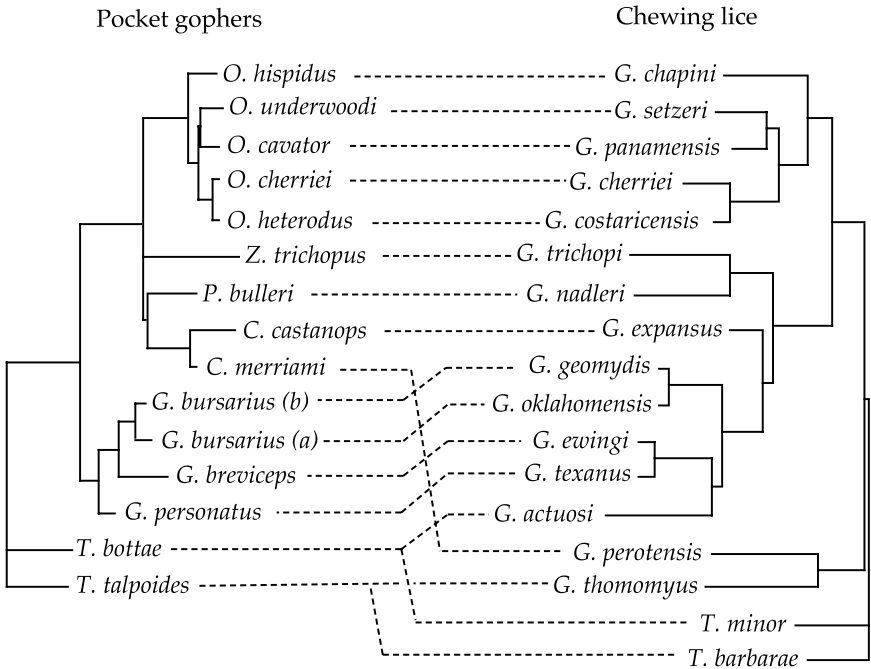 Pocket gophers Chewing lice
O. hispidus G. chapini
O. underwoodi G. setzeri
O. cavator G. panamensis
O. cherriei G. cherriei
O. heterodus G. costaricensis
Z. trichopus G. trichopi
P. bulleri G. nadleri
C. castanops G. expansus
C. merriami G. geomydis
G. bursarius (b) G. oklahomensis
G. bursarius (a) G. ewingi
G. breviceps G. texanus
G. personatus G. actuosi
T. bottae G. perotensis
T. talpoides G. thomomyus
T. minor
T. barbarae